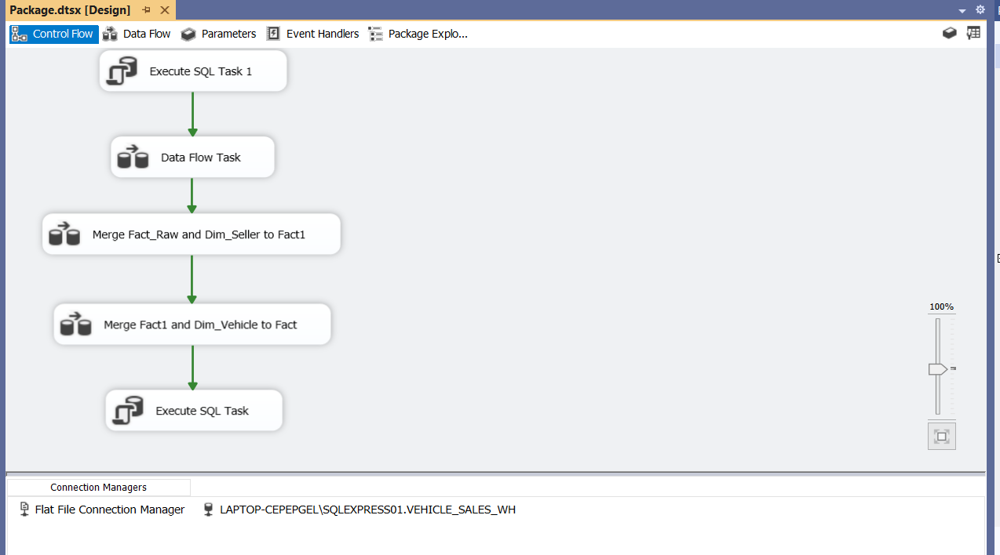 Package.dtsx [Design]
Control Flow Data Flow Parameters Event Handlers Package Explo...
Execute SQL Task 1
Data Flow Task
Merge Fact_Raw and Dim_Seller to Fact1
Merge Fact1 and Dim_Vehicle to Fact
Execute SQL Task
100%
Connection Managers
Flat File Connection Manager LAPTOP-CEPEPGEL\SQLEXPRESS01.VEHICLE_SALES_WH